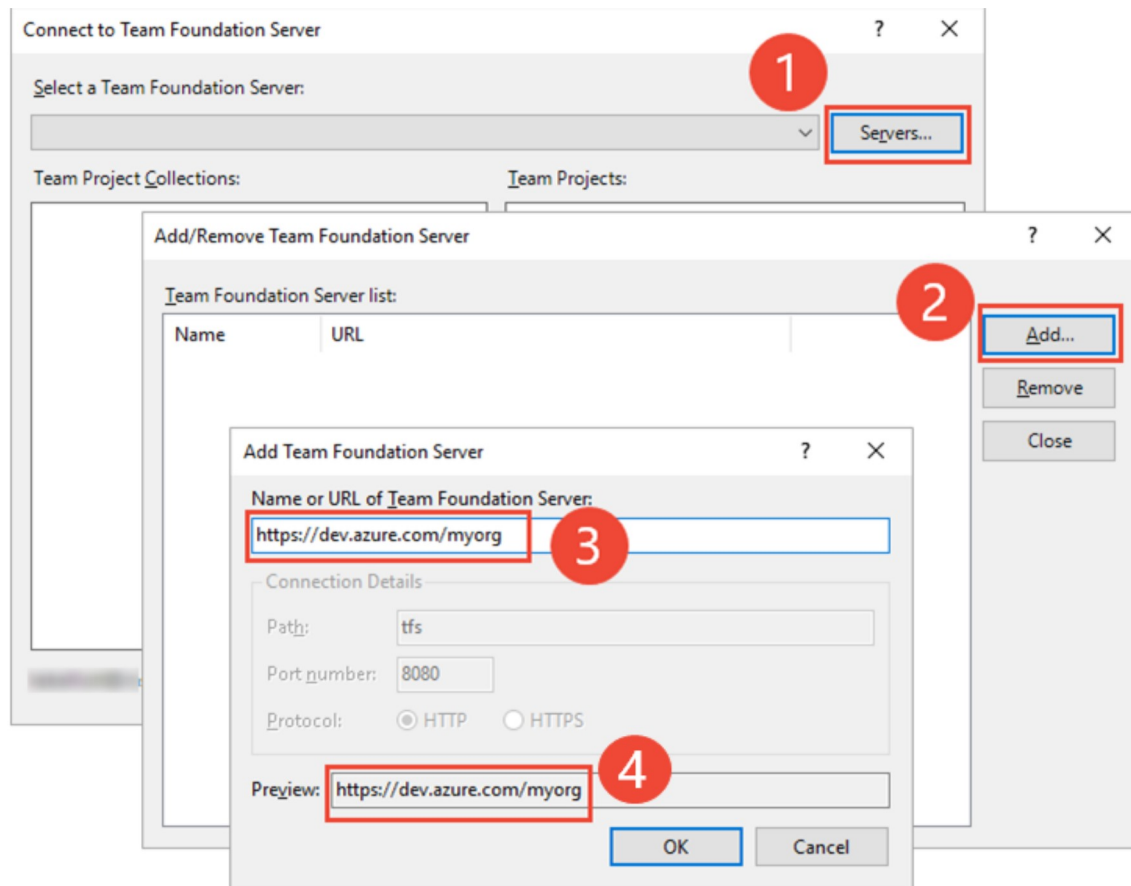 Connect to Team Foundation Server ?
1
Select a Team Foundation Server:
Servers...
Team Project Collections: Team Projects:
Add/Remove Team Foundation Server ?
Team Foundation Server list:
2
Name URL
Add...
Remove
Close
Add Team Foundation Server ?
Name or URL of Team Foundation Server:
https://dev.azure.com/myorg
3
Connection Details
Path: tfs
Port number: 8080
Protocol: HTTP HTTPS
4
Preview: https://dev.azure.com/myorg
OK Cancel